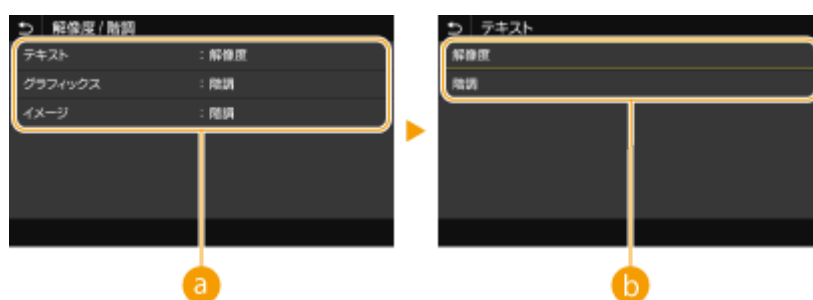 解像度 / 階調
テキスト : 解像度
グラフィックス : 階調
イメージ : 階調
a
テキスト
解像度
階調
b